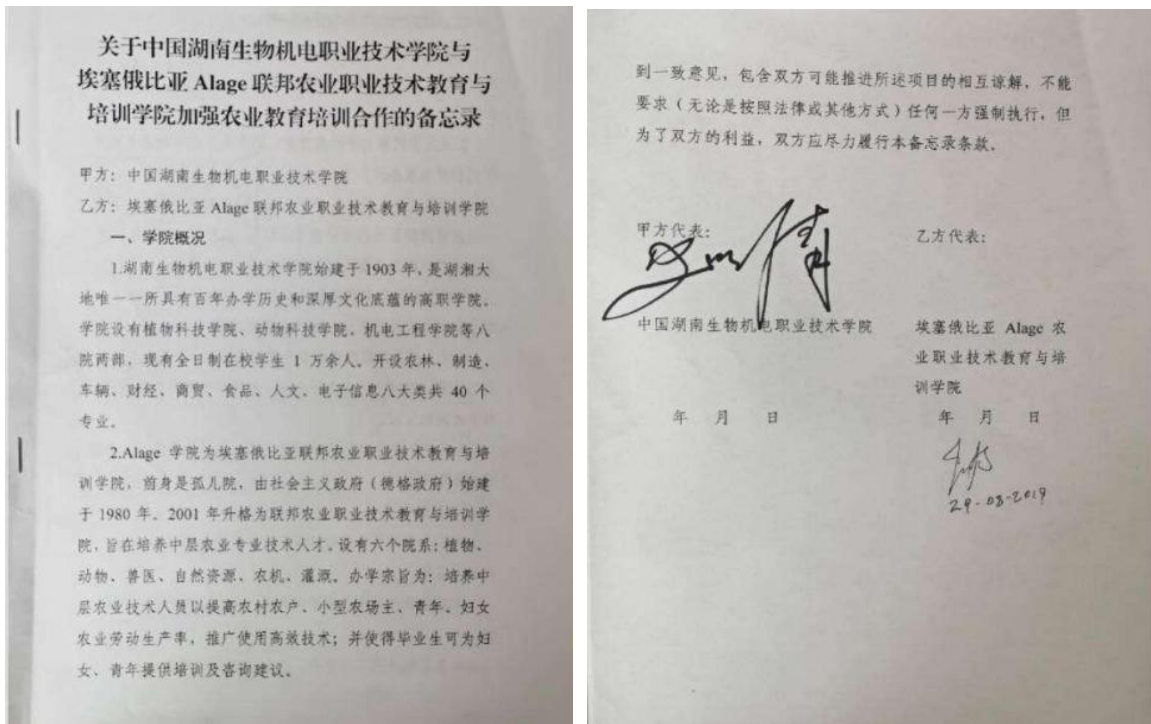 关于中国湖南生物机电职业技术学院与
埃塞俄比亚 Alage 联邦农业职业技术教育与
培训学院加强农业教育培训合作的备忘录
甲方：中国湖南生物机电职业技术学院
乙方：埃塞俄比亚 Alage 联邦农业职业技术教育与培训学院
一、学院概况
1.湖南生物机电职业技术学院始建于 1903 年，是湖湘大
地唯一一所具有百年办学历史和深厚文化底蕴的高职学院。
学院设有植物科技学院、动物科技学院、机电工程学院等八
院两部，现有全日制在校学生 1 万余人。开设农林、制造、
车辆、财经、商贸、食品、人文、电子信息八大类共 40 个
专业。
2.Alage 学院为埃塞俄比亚联邦农业职业技术教育与培
训学院，前身是孤儿院，由社会主义政府（德格政府）始建
于 1980 年。2001 年升格为联邦农业职业技术教育与培训学
院，旨在培养中层农业专业技术人才。设有六个院系：植物、
动物、兽医、自然资源、农机、灌溉。办学宗旨为：培养中
层农业技术人员以提高农村农户、小型农场主、青年、妇女
农业劳动生产率，推广使用高效技术；并使得毕业生可为妇
女、青年提供培训及咨询建议。
到一致意见，包含双方可能推进所述项目的相互谅解，不能
要求（无论是按照法律或其他方式）任何一方强制执行，但
为了双方的利益，双方应尽力履行本备忘录条款。
甲方代表：
乙方代表：
中国湖南生物机电职业技术学院
埃塞俄比亚 Alage 农
业职业技术教育与培
训学院
年 月 日
年 月 日
29-08-2019